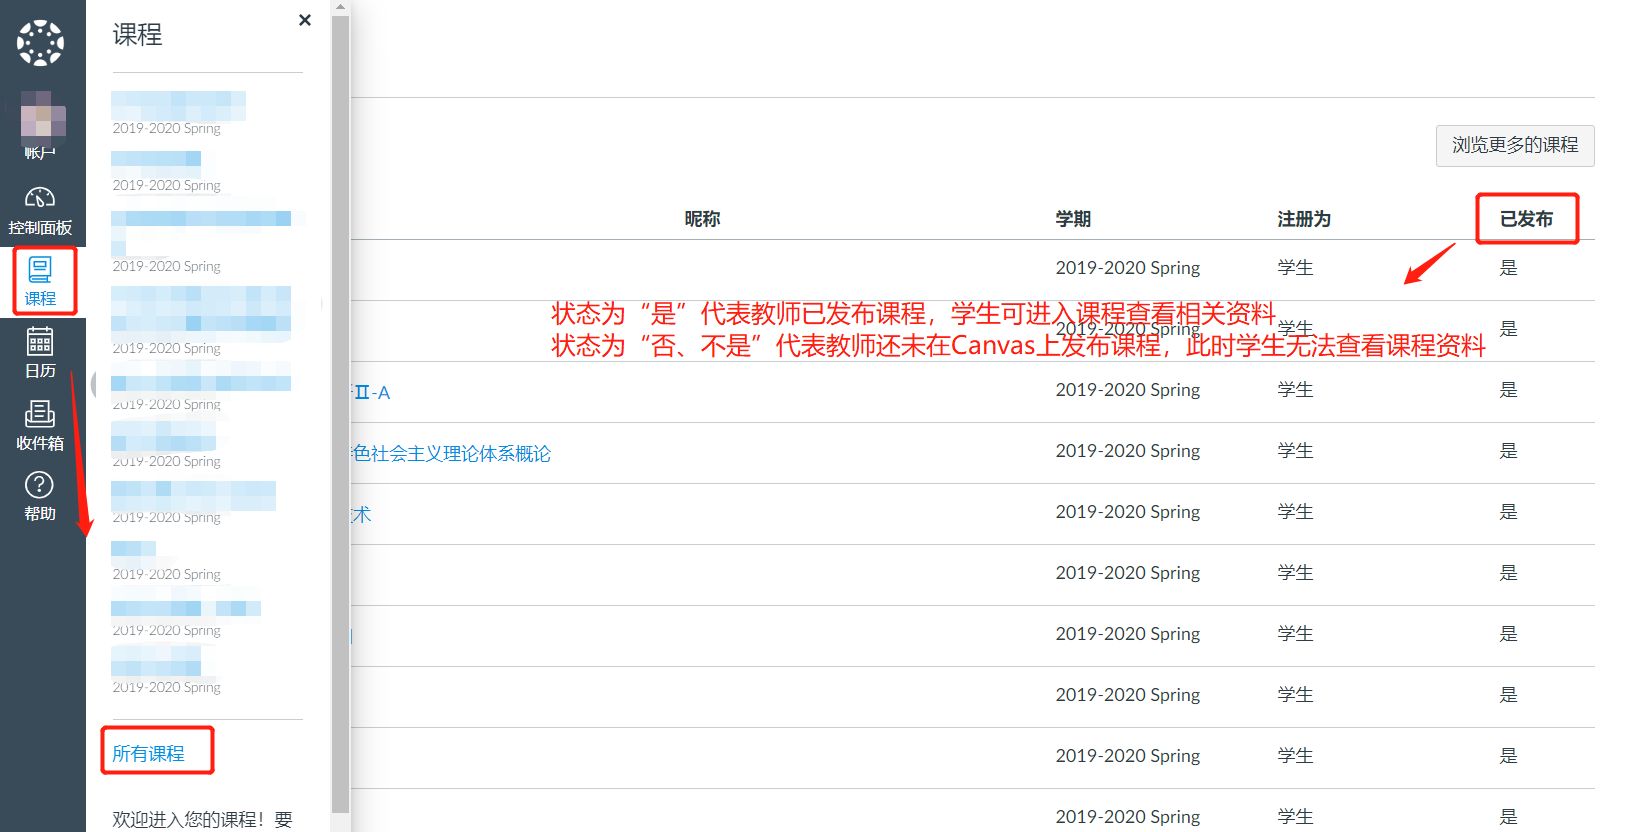 帐户
控制面板
课程
日历
收件箱
帮助
课程
2019-2020 Spring
2019-2020 Spring
2019-2020 Spring
2019-2020 Spring
2019-2020 Spring
2019-2020 Spring
2019-2020 Spring
2019-2020 Spring
2019-2020 Spring
2019-2020 Spring
所有课程
欢迎进入您的课程！要
浏览更多的课程
昵称 学期 注册为 已发布
2019-2020 Spring 学生 是
状态为“是”代表教师已发布课程，学生可进入课程查看相关资料
2019-2020 Spring 学生 是
状态为“否、不是”代表教师还未在Canvas上发布课程，此时学生无法查看课程资料
II-A 2019-2020 Spring 学生 是
色社会主义理论体系概论 2019-2020 Spring 学生 是
术 2019-2020 Spring 学生 是
2019-2020 Spring 学生 是
2019-2020 Spring 学生 是
2019-2020 Spring 学生 是
2019-2020 Spring 学生 是
2019-2020 Spring 学生 是